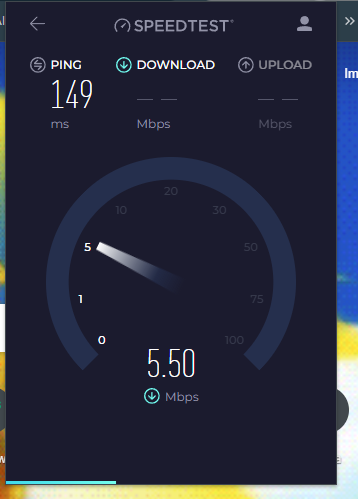 SPEEDTEST®
PING DOWNLOAD UPLOAD
149 — — — —
ms Mbps Mbps
20
10 30
5 50
1 75
0 100
5.50
Mbps
Im